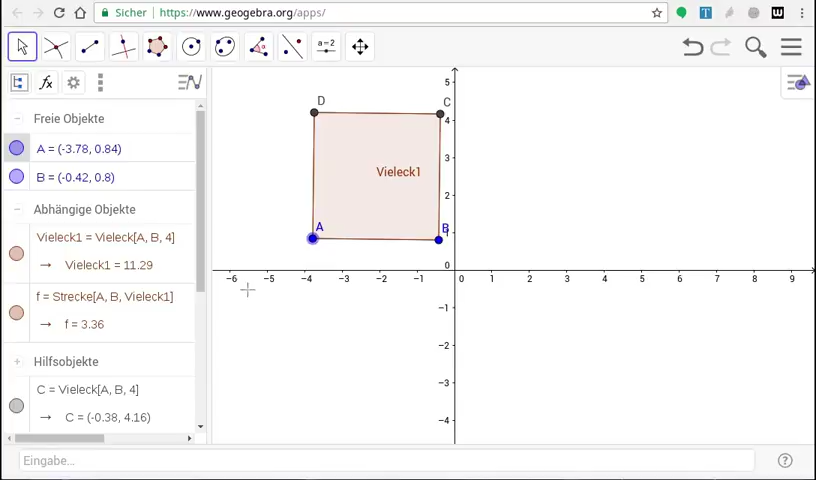 Sicher https://www.geogebra.org/apps/
a=2
Freie Objekte
A = (-3.78, 0.84)
B = (-0.42, 0.8)
Abhängige Objekte
Vieleck1 = Vieleck[A, B, 4]
→ Vieleck1 = 11.29
f = Strecke[A, B, Vieleck1]
→ f = 3.36
Hilfsobjekte
C = Vieleck[A, B, 4]
→ C = (-0.38, 4.16)
D
C
Vieleck1
A
B
5
4
3
2
1
0
−6 −5 −4 −3 −2 −1 0 1 2 3 4 5 6 7 8 9
−1
−2
−3
−4
Eingabe...